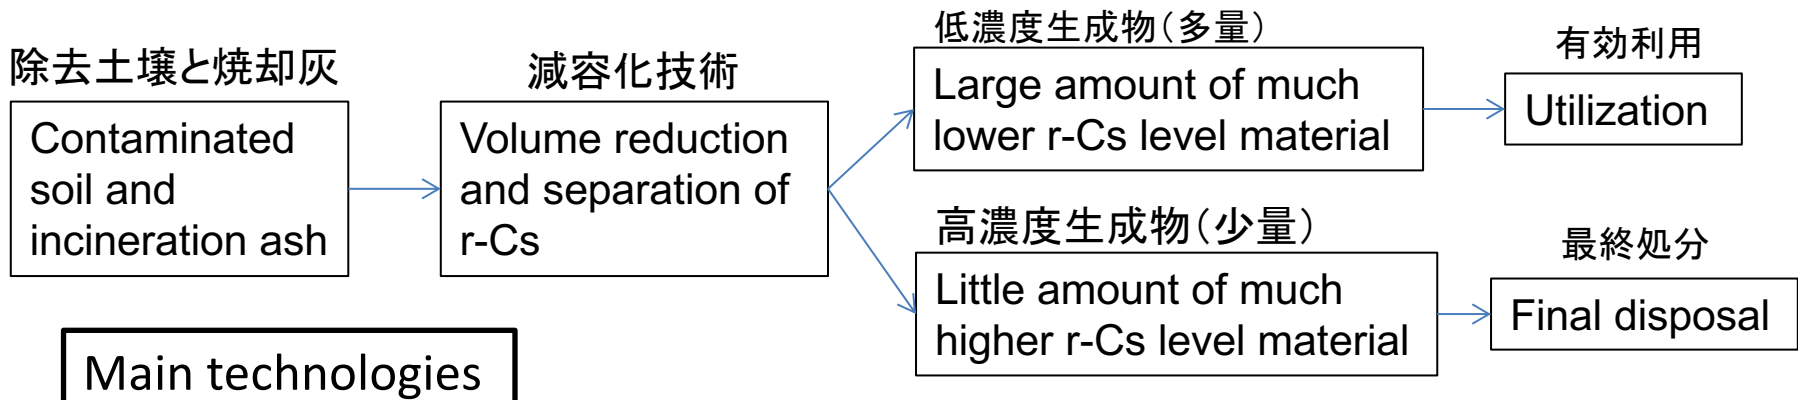 除去土壌と焼却灰
Contaminated
soil and
incineration ash
減容化技術
Volume reduction
and separation of
r-Cs
低濃度生成物（多量）
Large amount of much
lower r-Cs level material
有効利用
Utilization
高濃度生成物（少量）
Little amount of much
higher r-Cs level material
最終処分
Final disposal
Main technologies